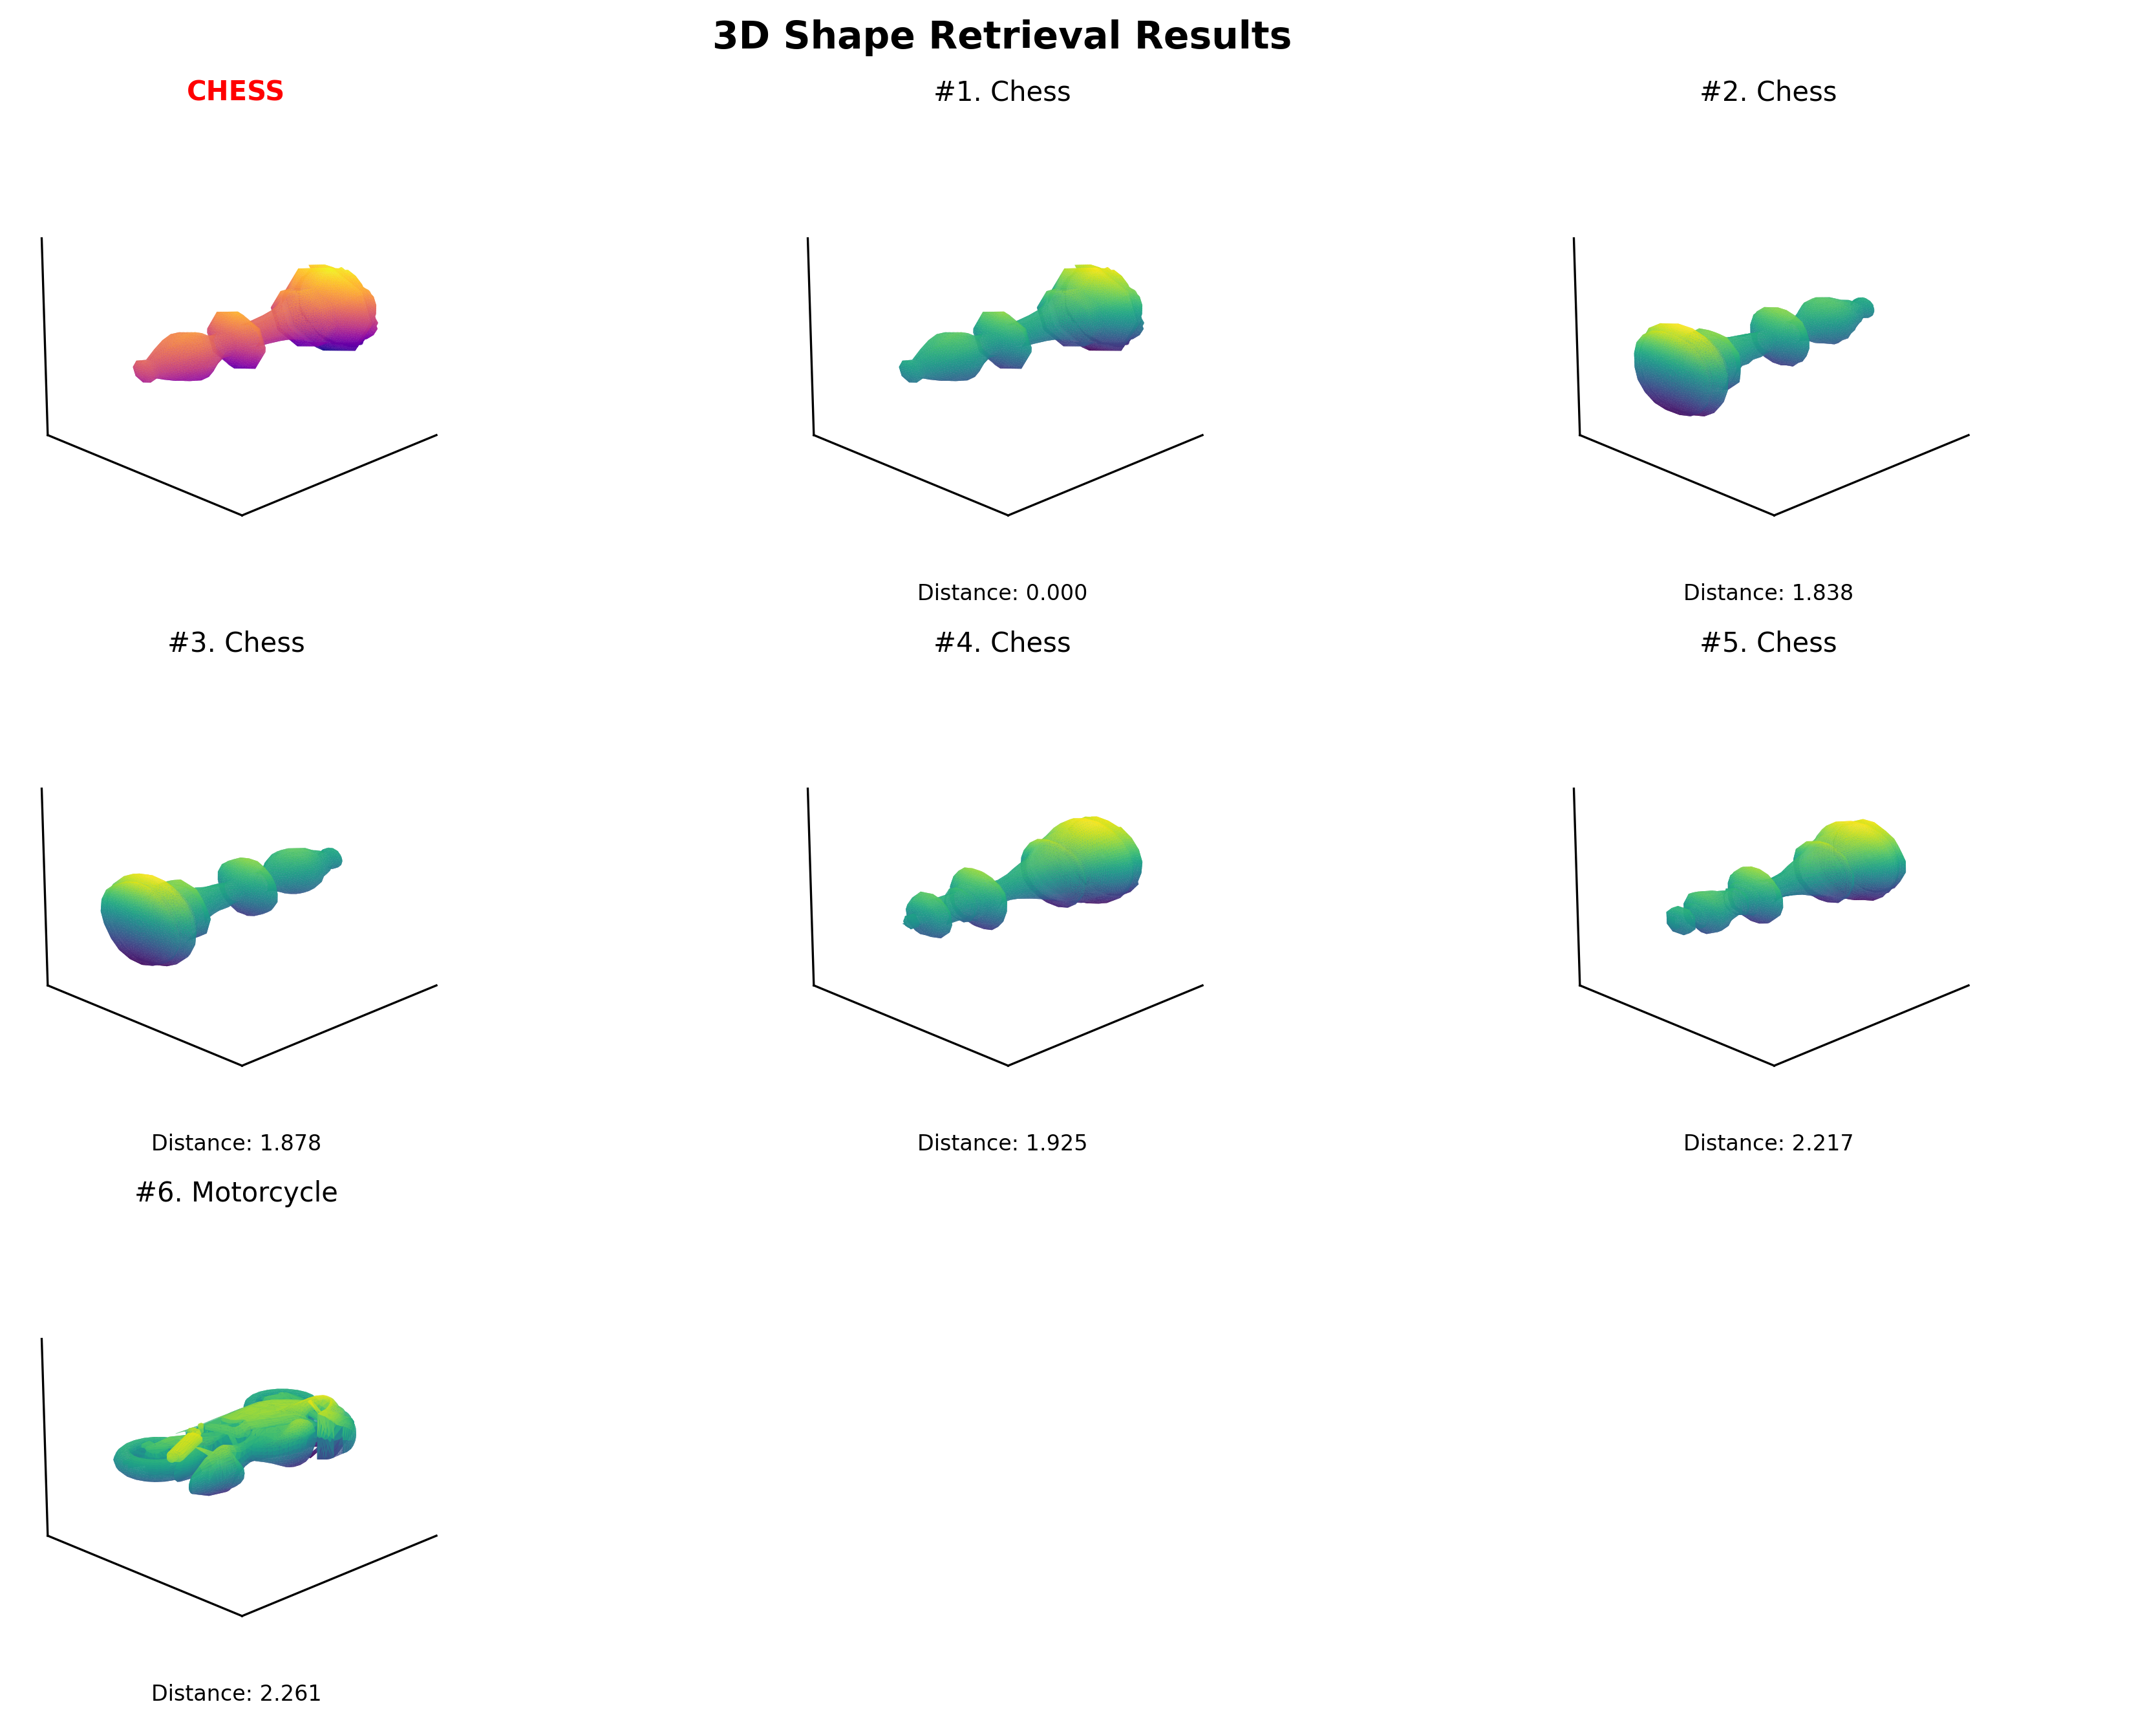 3D Shape Retrieval Results
CHESS
#1. Chess
#2. Chess
Distance: 0.000
Distance: 1.838
#3. Chess
#4. Chess
#5. Chess
Distance: 1.878
Distance: 1.925
Distance: 2.217
#6. Motorcycle
Distance: 2.261